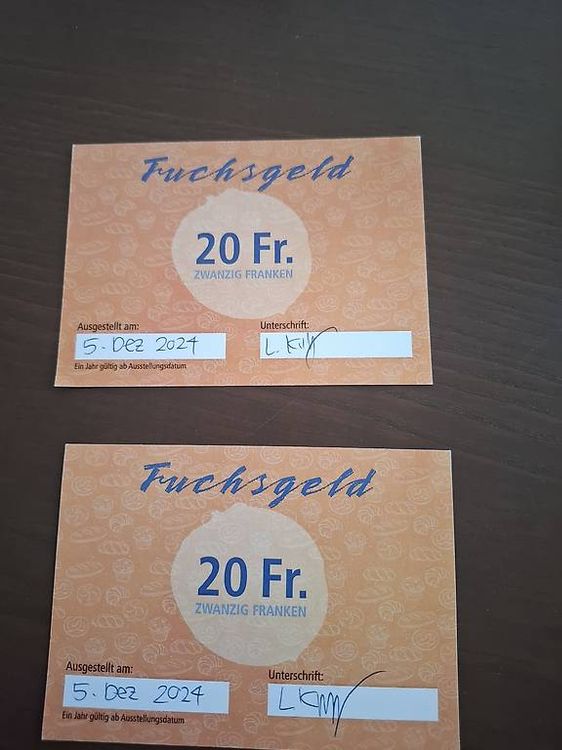 Fuchsgeld
20 Fr.
ZWANZIG FRANKEN
Ausgestellt am: Unterschrift:
5. Dez 2024 L.
Ein Jahr gültig ab Ausstellungsdatum
Fuchsgeld
20 Fr.
ZWANZIG FRANKEN
Ausgestellt am: Unterschrift:
5. Dez 2024 L
Ein Jahr gültig ab Ausstellungsdatum